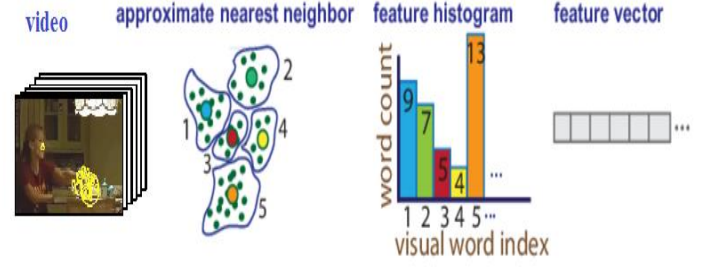 video
approximate nearest neighbor
feature histogram
feature vector
1
2
3
4
5
word count
9
7
5
4
13
...
1 2 3 4 5...
visual word index
...